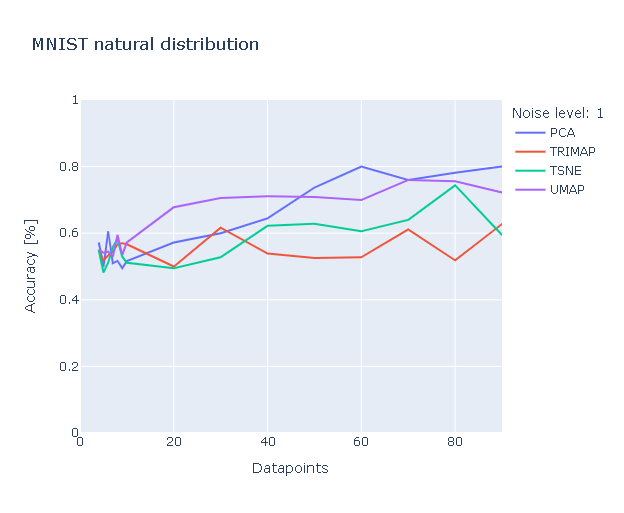 MNIST natural distribution
Noise level: 1
PCA
TRIMAP
TSNE
UMAP
Accuracy [%]
1
0.8
0.6
0.4
0.2
0
0
20
40
60
80
Datapoints